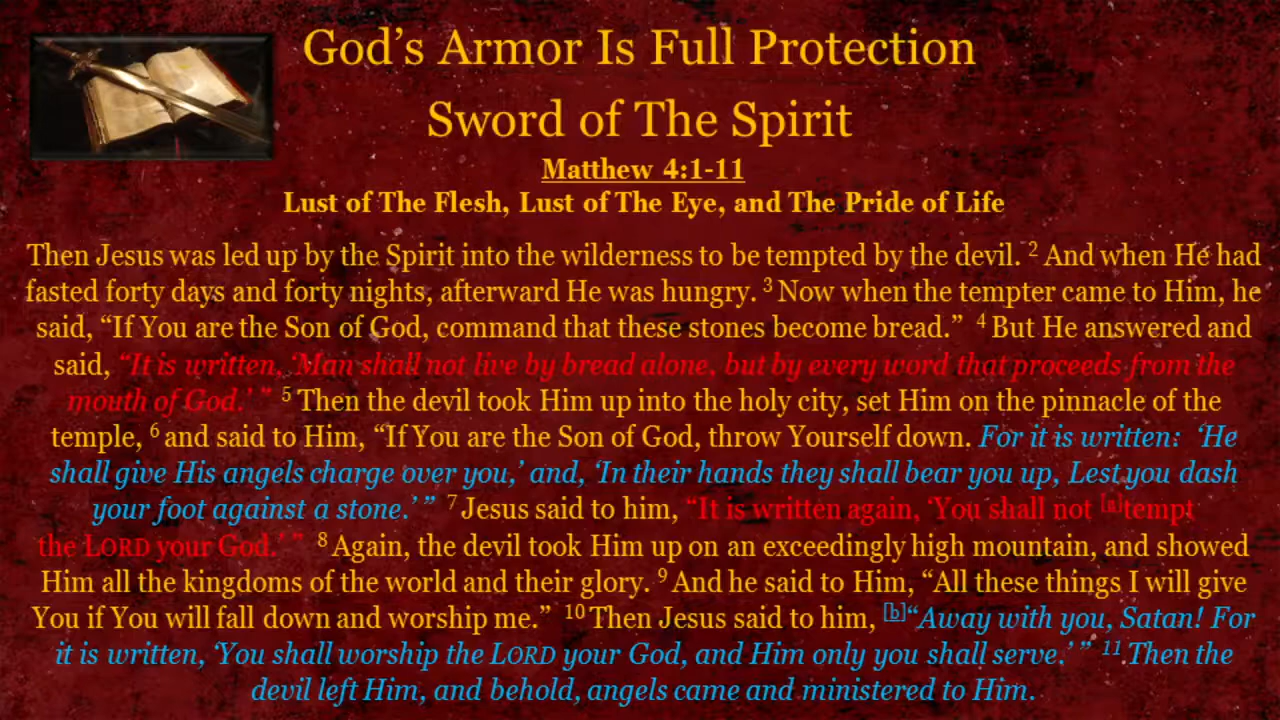 God’s Armor Is Full Protection
Sword of The Spirit
Matthew 4:1-11
Lust of The Flesh, Lust of The Eye, and The Pride of Life
Then Jesus was led up by the Spirit into the wilderness to be tempted by the devil. 2 And when He had
fasted forty days and forty nights, afterward He was hungry. 3 Now when the tempter came to Him, he
said, “If You are the Son of God, command that these stones become bread.” 4 But He answered and
said, “It is written, ‘Man shall not live by bread alone, but by every word that proceeds from the
mouth of God.’ ” 5 Then the devil took Him up into the holy city, set Him on the pinnacle of the
temple, 6 and said to Him, “If You are the Son of God, throw Yourself down. For it is written: ‘He
shall give His angels charge over you,’ and, ‘In their hands they shall bear you up, Lest you dash
your foot against a stone.’ ” 7 Jesus said to him, “It is written again, ‘You shall not [a]tempt
the LORD your God.’ ” 8 Again, the devil took Him up on an exceedingly high mountain, and showed
Him all the kingdoms of the world and their glory. 9 And he said to Him, “All these things I will give
You if You will fall down and worship me.” 10 Then Jesus said to him, [b]“Away with you, Satan! For
it is written, ‘You shall worship the LORD your God, and Him only you shall serve.’ ” 11 Then the
devil left Him, and behold, angels came and ministered to Him.